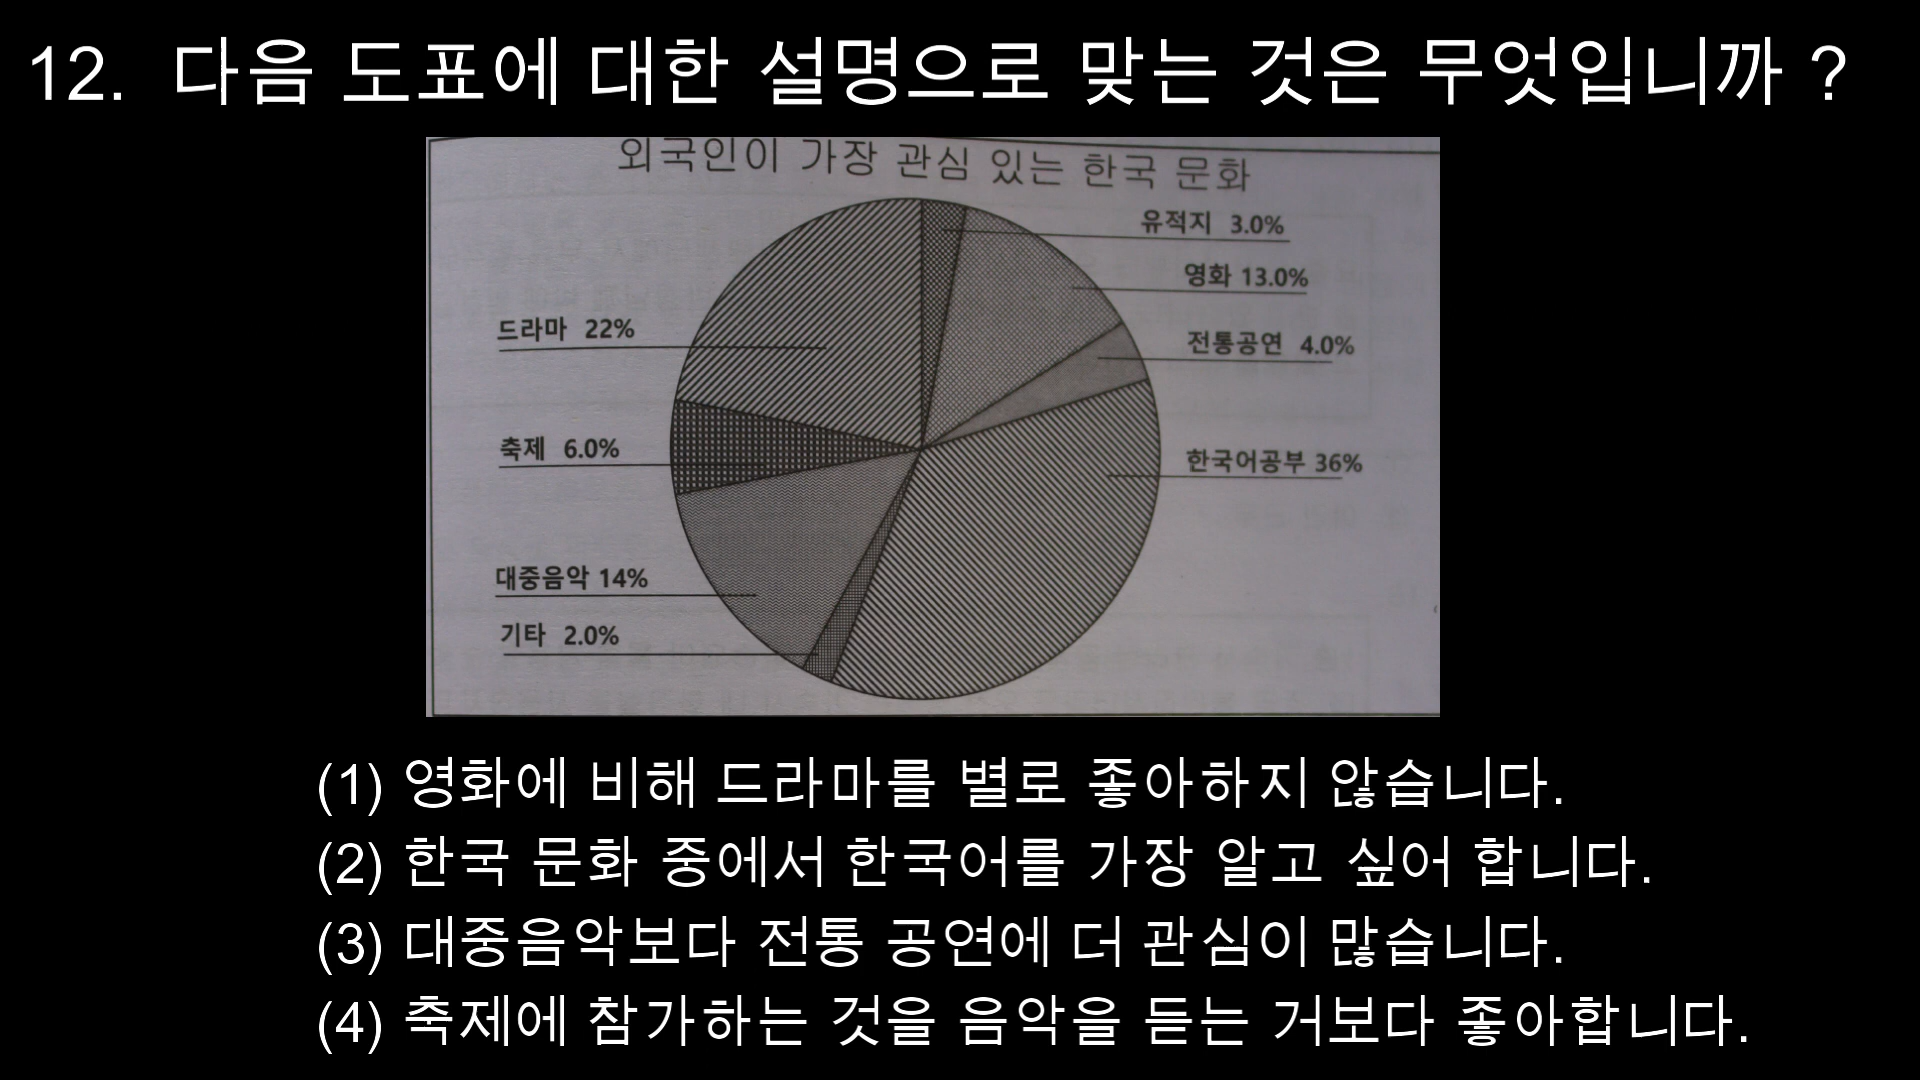 12. 다음 도표에 대한 설명으로 맞는 것은 무엇입니까 ?
외국인이 가장 관심 있는 한국 문화
유적지 3.0%
영화 13.0%
드라마 22%
전통공연 4.0%
축제 6.0%
한국어공부 36%
대중음악 14%
기타 2.0%
(1) 영화에 비해 드라마를 별로 좋아하지 않습니다.
(2) 한국 문화 중에서 한국어를 가장 알고 싶어 합니다.
(3) 대중음악보다 전통 공연에 더 관심이 많습니다.
(4) 축제에 참가하는 것을 음악을 듣는 거보다 좋아합니다.